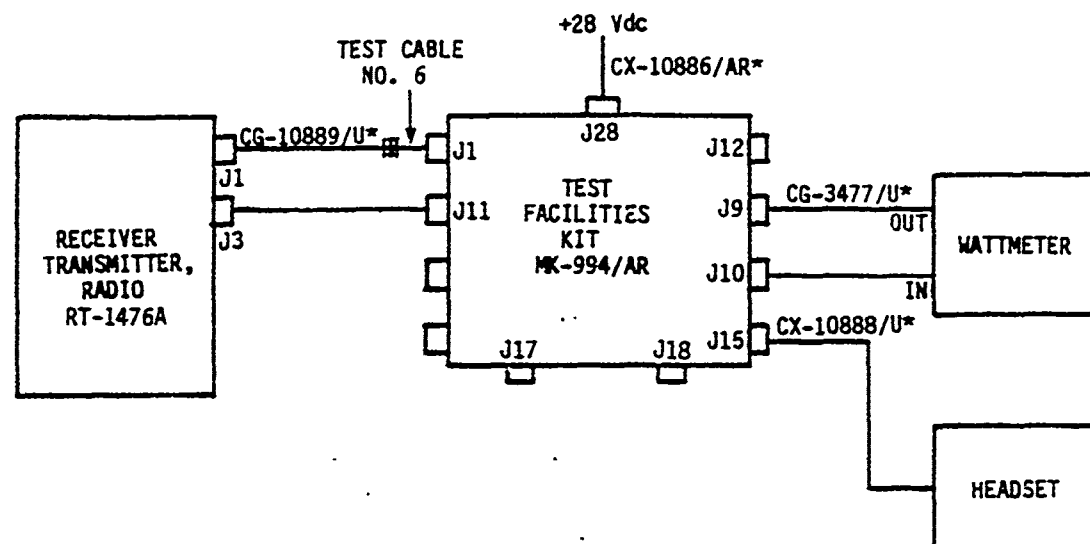 +28 Vdc
TEST CABLE
NO. 6
CX-10886/AR*
CG-10889/U*
J1
J3
RECEIVER
TRANSMITTER,
RADIO
RT-1476A
J28
J1
J11
TEST
FACILITIES
KIT
MK-994/AR
J12
J9
J10
J15
J17
J18
CG-3477/U*
OUT
IN
WATTMETER
CX-10888/U*
HEADSET